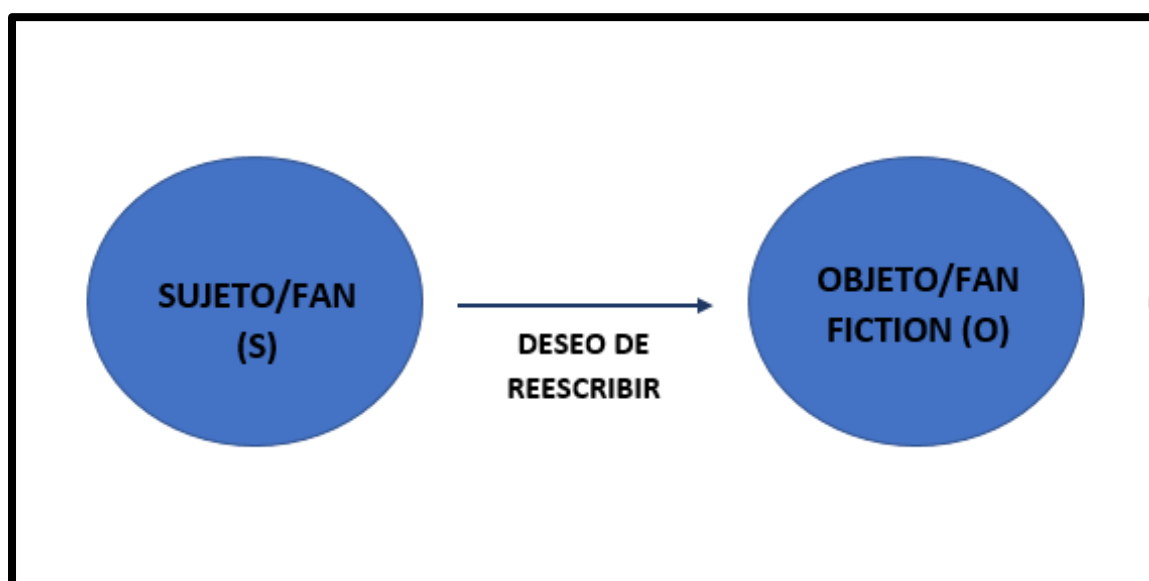 SUJETO/FAN
(S)
DESEO DE
REESCRIBIR
OBJETO/FAN
FICTION (O)